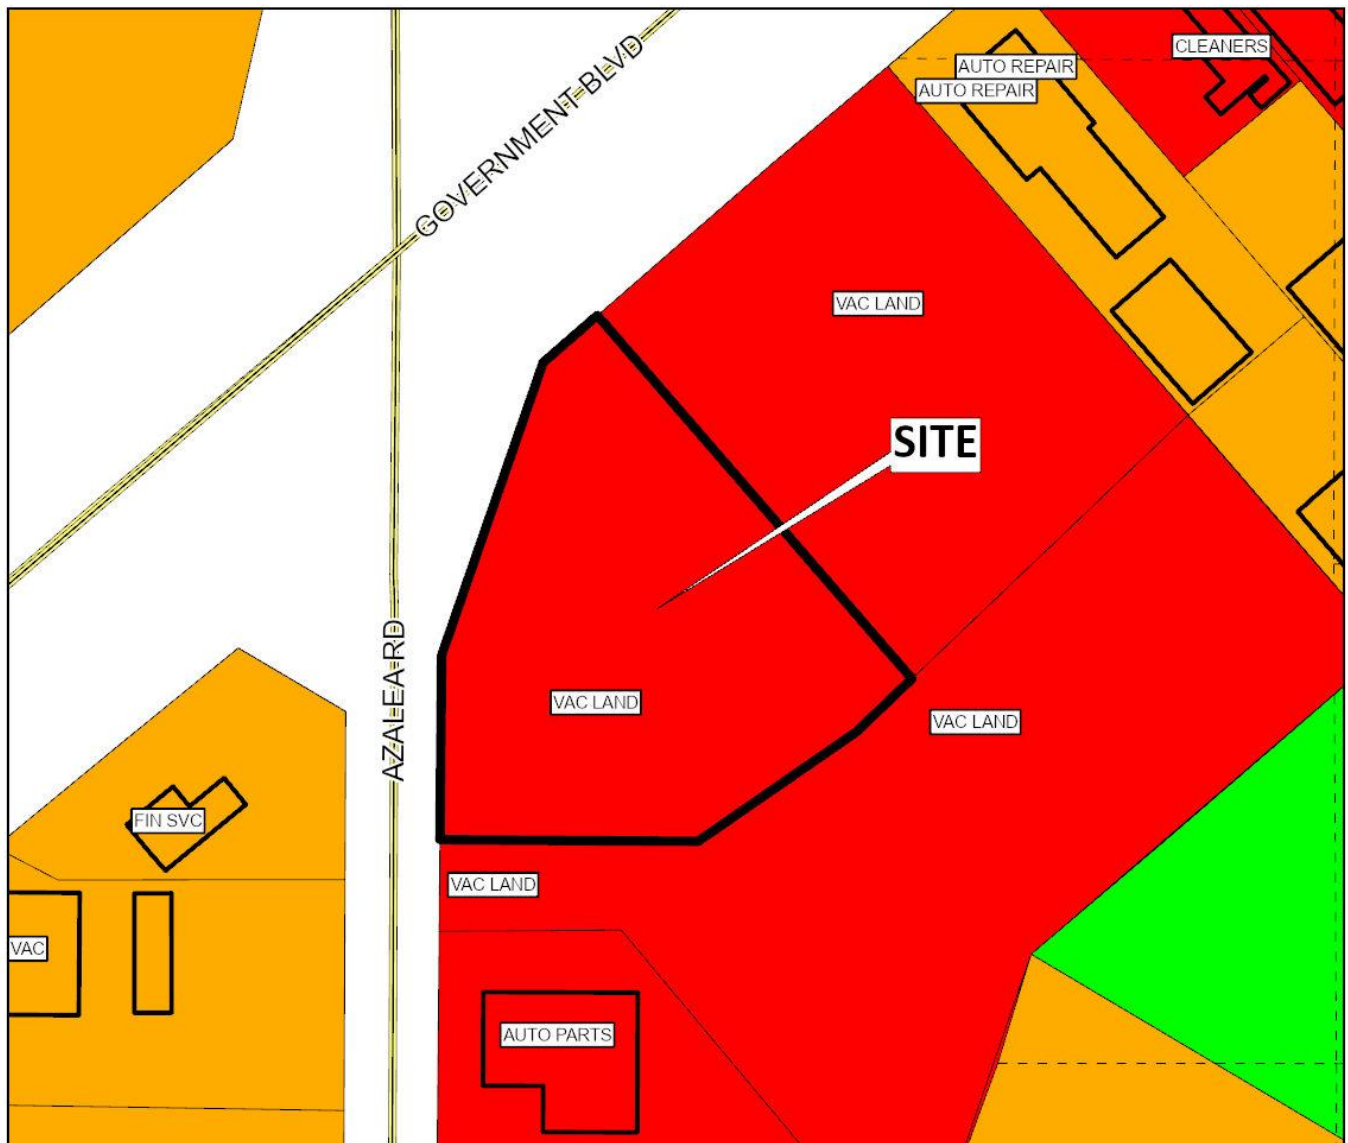 GOVERNMENT BLVD
CLEANERS
AUTO REPAIR
AUTO REPAIR
VAC LAND
SITE
AZALEA RD
VAC LAND
VAC LAND
FIN SVC
VAC LAND
VAC
AUTO PARTS